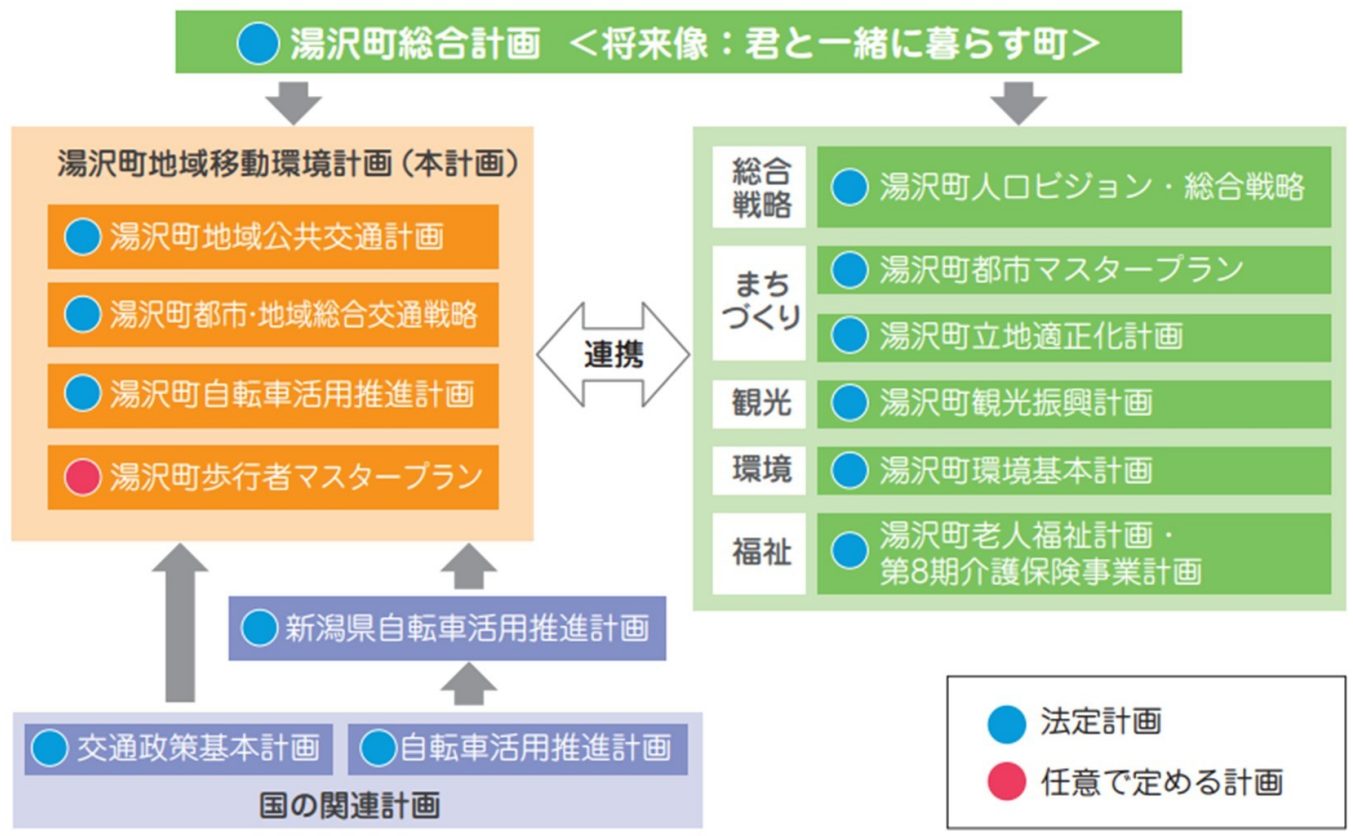 湯沢町総合計画 ＜将来像：君と一緒に暮らす町＞
湯沢町地域移動環境計画（本計画）
湯沢町地域公共交通計画
湯沢町都市・地域総合交通戦略
湯沢町自転車活用推進計画
湯沢町歩行者マスタープラン
連携
総合
戦略
湯沢町人口ビジョン・総合戦略
まち
づくり
湯沢町都市マスタープラン
湯沢町立地適正化計画
観光
湯沢町観光振興計画
環境
湯沢町環境基本計画
福祉
湯沢町老人福祉計画・
第8期介護保険事業計画
新潟県自転車活用推進計画
交通政策基本計画
自転車活用推進計画
国の関連計画
法定計画
任意で定める計画